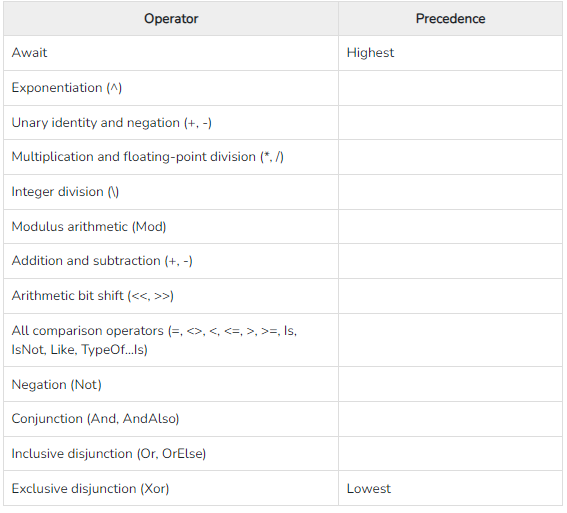 Operator Precedence
Await Highest
Exponentiation (^)
Unary identity and negation (+, -)
Multiplication and floating-point division (*, /)
Integer division (\)
Modulus arithmetic (Mod)
Addition and subtraction (+, -)
Arithmetic bit shift (<<, >>)
All comparison operators (=, <>, <, <=, >, >=, Is,
IsNot, Like, TypeOf...Is)
Negation (Not)
Conjunction (And, AndAlso)
Inclusive disjunction (Or, OrElse)
Exclusive disjunction (Xor) Lowest